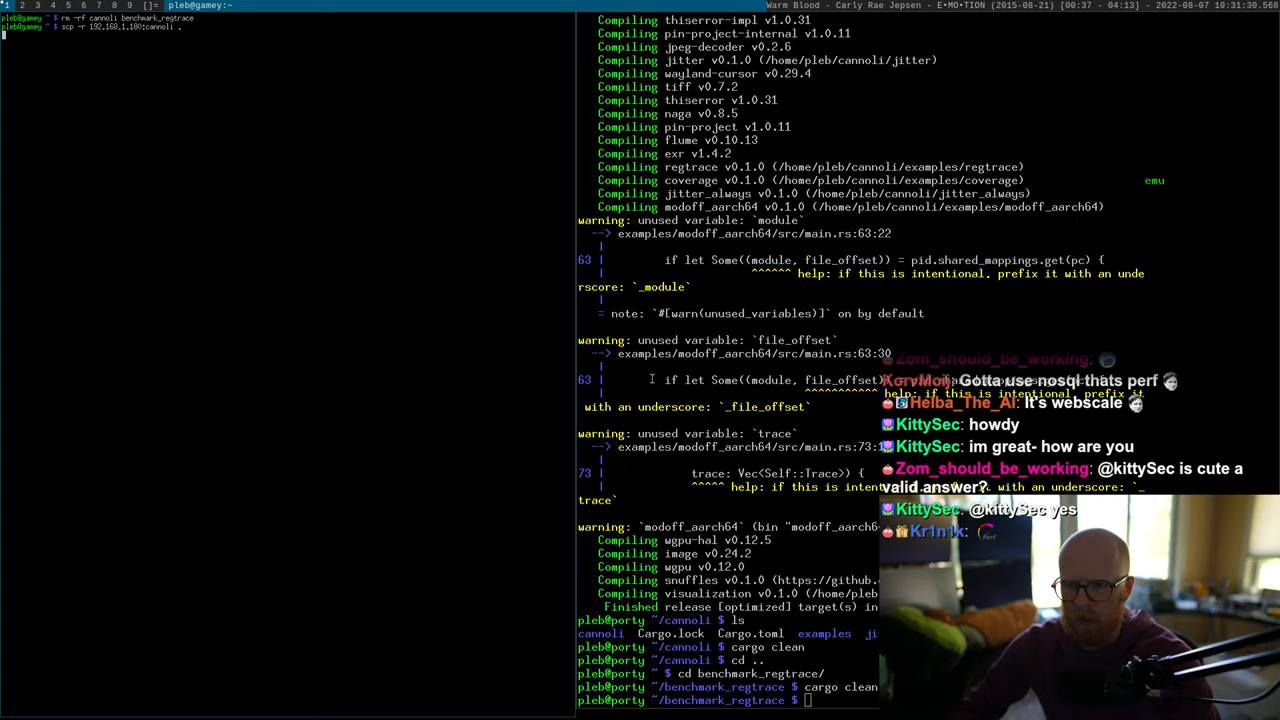 1 2 3 4 5 6 7 8 9 []= pleb@gamey:~
Warm Blood - Carly Rae Jepsen - E•MO•TION (2015-08-21) [00:37 - 04:13] - 2022-08-07 10:31:30.568
pleb@gamey ~ $ rm -rf cannoli benchmark_regtrace
pleb@gamey ~ $ scp -r 192.168.1.180:cannoli .
Compiling thiserror-impl v1.0.31
Compiling pin-project-internal v1.0.11
Compiling jpeg-decoder v0.2.6
Compiling jitter v0.1.0 (/home/pleb/cannoli/jitter)
Compiling wayland-cursor v0.29.4
Compiling tiff v0.7.2
Compiling thiserror v1.0.31
Compiling naga v0.8.5
Compiling pin-project v1.0.11
Compiling flume v0.10.13
Compiling exr v1.4.2
Compiling regtrace v0.1.0 (/home/pleb/cannoli/examples/regtrace)
Compiling coverage v0.1.0 (/home/pleb/cannoli/examples/coverage)
emu
Compiling jitter_always v0.1.0 (/home/pleb/cannoli/examples/jitter_always)
Compiling modoff_aarch64 v0.1.0 (/home/pleb/cannoli/examples/modoff_aarch64)
warning: unused variable: `module`
--> examples/modoff_aarch64/src/main.rs:63:22
|
63 | if let Some((module, file_offset)) = pid.shared_mappings.get(pc) {
| ^^^^^^ help: if this is intentional, prefix it with an unde
rscore: `_module`
|
= note: `#[warn(unused_variables)]` on by default
warning: unused variable: `file_offset`
--> examples/modoff_aarch64/src/main.rs:63:30
|
63 | if let Some((module, file_offset))
| ^^^^^^^^^^^ help: if this is intentional, prefix it
with an underscore: `_file_offset`
warning: unused variable: `trace`
--> examples/modoff_aarch64/src/main.rs:73:
|
73 | trace: Vec<Self::Trace>) {
| ^^^^^ help: if this is intent
trace`
warning: `modoff_aarch64` (bin "modoff_aarch6
Compiling wgpu-hal v0.12.5
Compiling image v0.24.2
Compiling wgpu v0.12.0
Compiling snuffles v0.1.0 (https://github.
Compiling visualization v0.1.0 (/home/pleb
Finished release [optimized] target(s) in
pleb@porty ~/cannoli $ ls
cannoli Cargo.lock Cargo.toml examples ji
pleb@porty ~/cannoli $ cargo clean
pleb@porty ~/cannoli $ cd ..
pleb@porty ~ $ cd benchmark_regtrace/
pleb@porty ~/benchmark_regtrace $ cargo clean
pleb@porty ~/benchmark_regtrace $
Zom_should_be_working:
KoryMoij: Gotta use nosql thats perf
Helba_The_AI: It's webscale
KittySec: howdy
KittySec: im great- how are you
Zom_should_be_working: @kittySec is cute a
valid answer?
KittySec: @kittySec yes
Kr1n1k: Perf